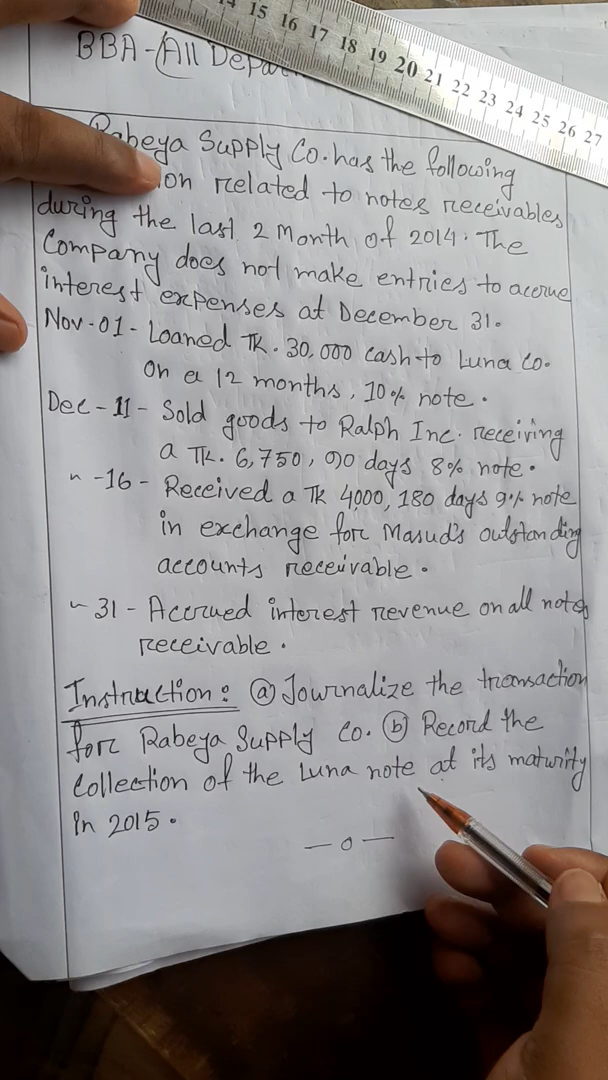 14 15 16 17 18 19 20 21 22 23 24 25 26 27
BBA-(All Depar
Rabeya Supply Co. has the following
ion related to notes receivables
during the last 2 Month of 2014. The
Company does not make entries to accrue
interest expenses at December 31.
Nov-01- Loaned TK. 30,000 cash to Luna Co.
On a 12 months, 10% note.
Dec-11- Sold goods to Ralph Inc. receiving
a TK. 6,750, 90 days 8% note.
" -16- Received a TK 4000, 180 days 9% note
in exchange for Masud's outstanding
accounts receivable.
" 31- Accrued interest revenue on all notes
receivable.
Instruction: (a) Journalize the transaction
for Rabeya Supply Co. (b) Record the
Collection of the Luna note at its maturity
in 2015.
—o—